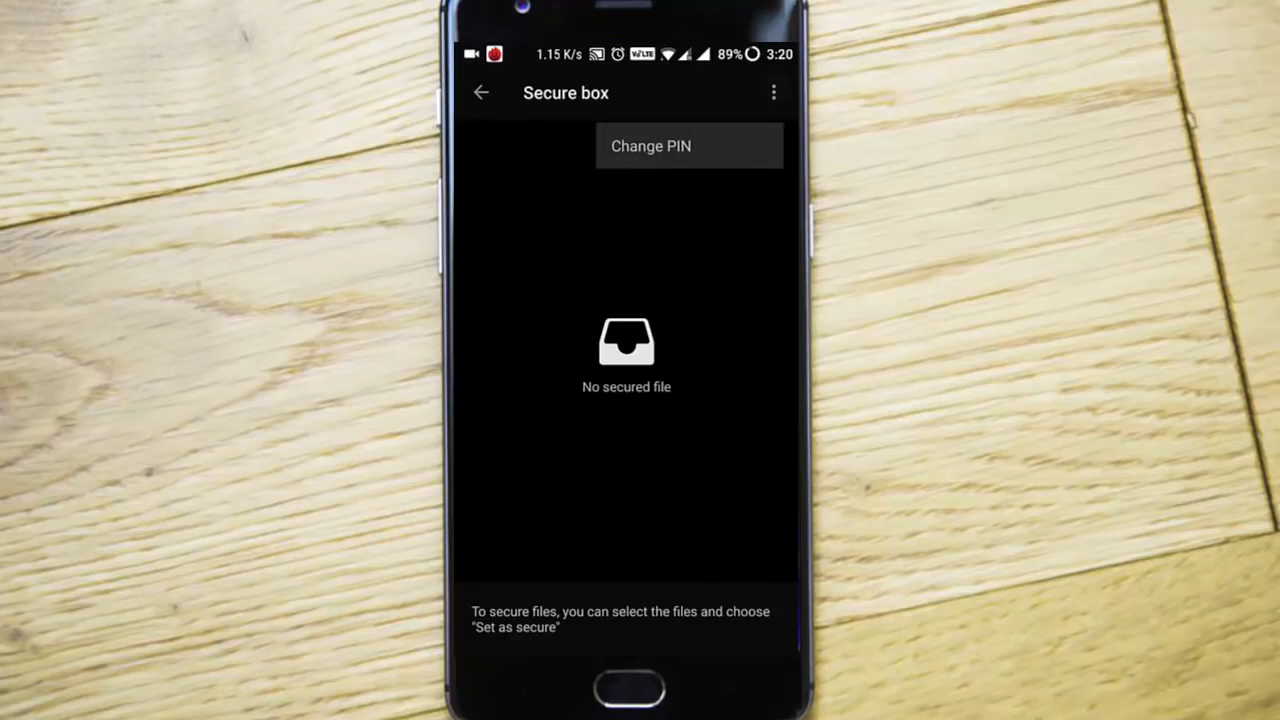 1.15 K/s VoLTE 89% 3:20
Secure box
Change PIN
No secured file
To secure files, you can select the files and choose
"Set as secure"